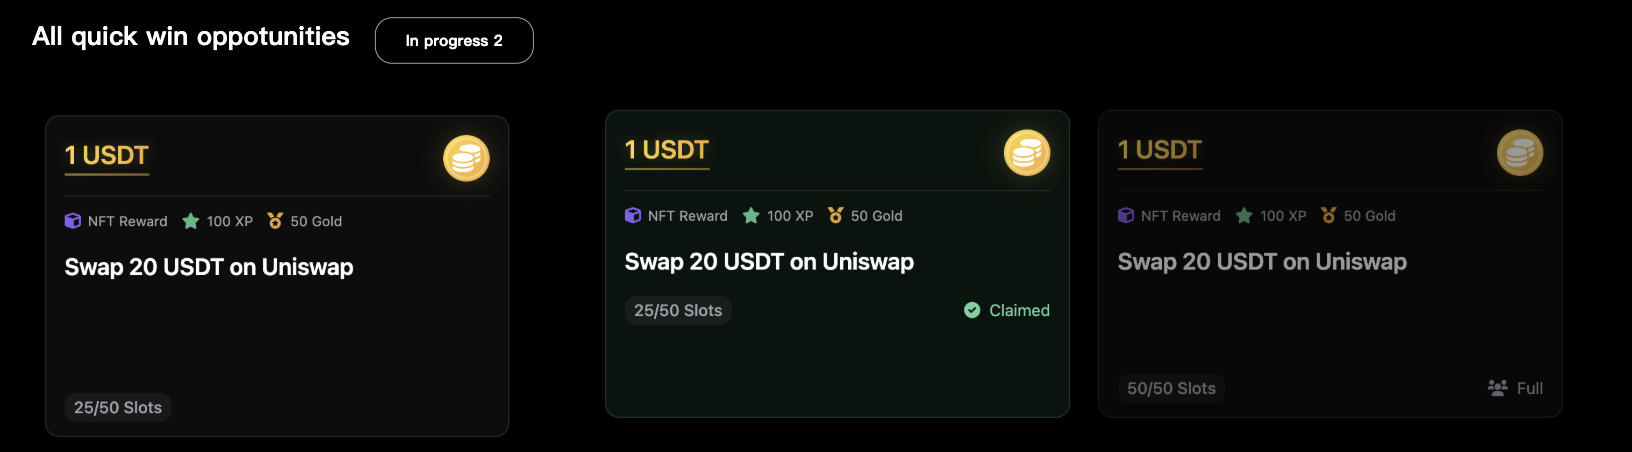 All quick win oppotunities
In progress 2
1 USDT
NFT Reward 100 XP 50 Gold
Swap 20 USDT on Uniswap
25/50 Slots
1 USDT
NFT Reward 100 XP 50 Gold
Swap 20 USDT on Uniswap
25/50 Slots
Claimed
1 USDT
NFT Reward 100 XP 50 Gold
Swap 20 USDT on Uniswap
50/50 Slots
Full